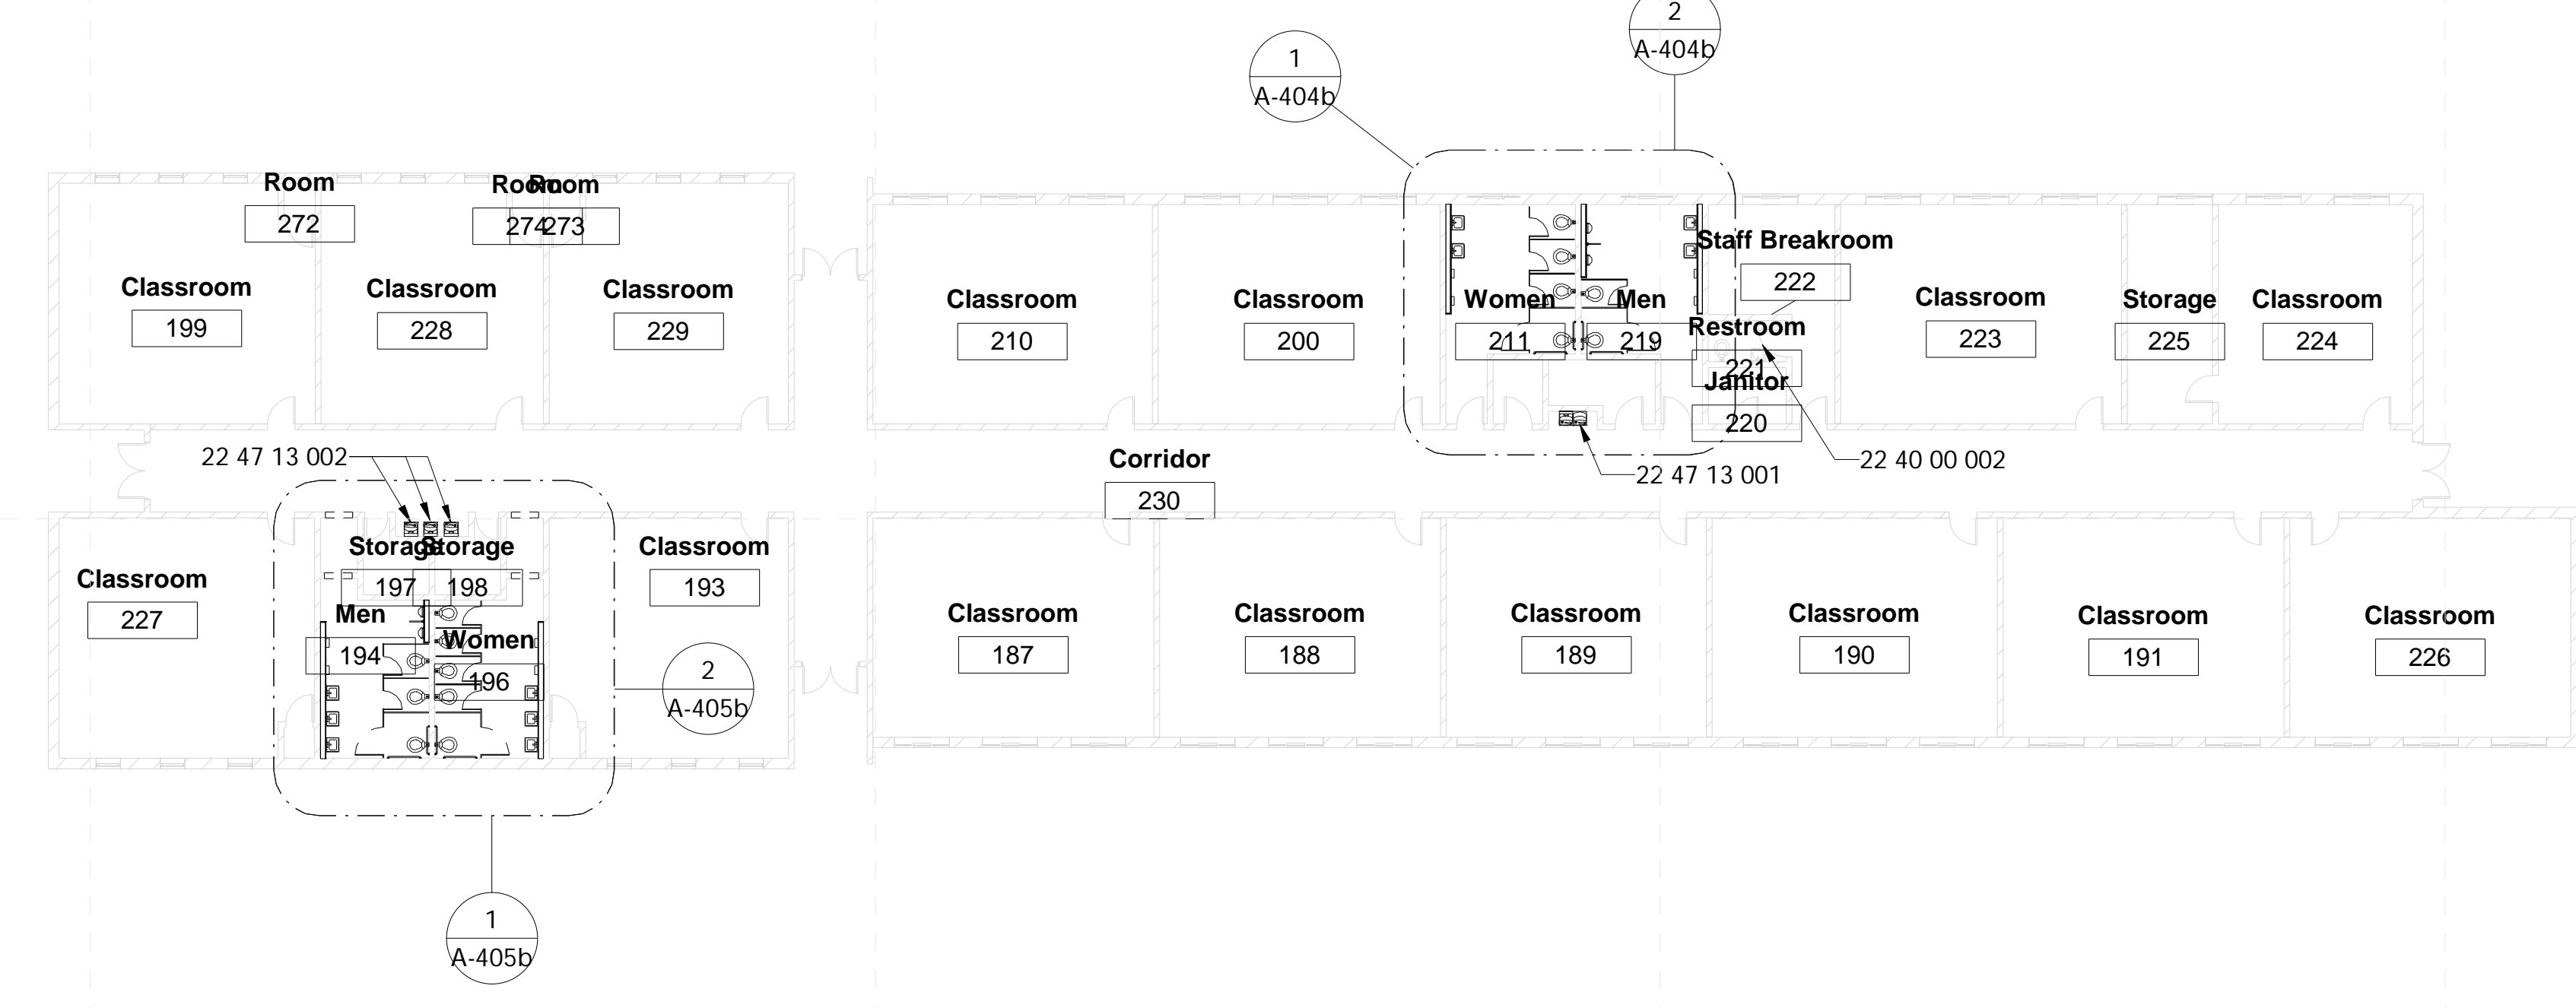 2
A-404b
1
A-404b
Room
272
Room
274
Room
273
Classroom
199
Classroom
228
Classroom
229
Classroom
210
Classroom
200
Women
211
Men
219
Staff Breakroom
222
Restroom
221
Janitor
220
Classroom
223
Storage
225
Classroom
224
22 47 13 002
Corridor
230
22 47 13 001
22 40 00 002
Classroom
227
Storage
197
Storage
198
Men
194
Women
196
Classroom
193
2
A-405b
Classroom
187
Classroom
188
Classroom
189
Classroom
190
Classroom
191
Classroom
226
1
A-405b